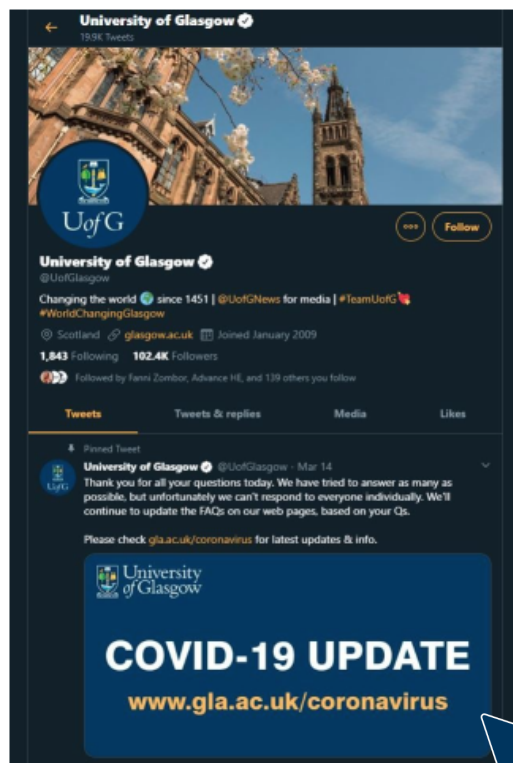 University of Glasgow
19.9K Tweets
UofG
Follow
University of Glasgow
@UofGlasgow
Changing the world 🌍 since 1451 | @UofGNews for media | #TeamUofG💘
#WorldChangingGlasgow
Scotland glasgow.ac.uk Joined January 2009
1,843 Following 102.4K Followers
Followed by Fanni Zombor, Advance HE, and 139 others you follow
Tweets Tweets & replies Media Likes
Pinned Tweet
University of Glasgow @UofGlasgow · Mar 14
UofG
Thank you for all your questions today. We have tried to answer as many as
possible, but unfortunately we can't respond to everyone individually. We'll
continue to update the FAQs on our web pages, based on your Qs.
Please check gla.ac.uk/coronavirus for latest updates & info.
University
of Glasgow
COVID-19 UPDATE
www.gla.ac.uk/coronavirus